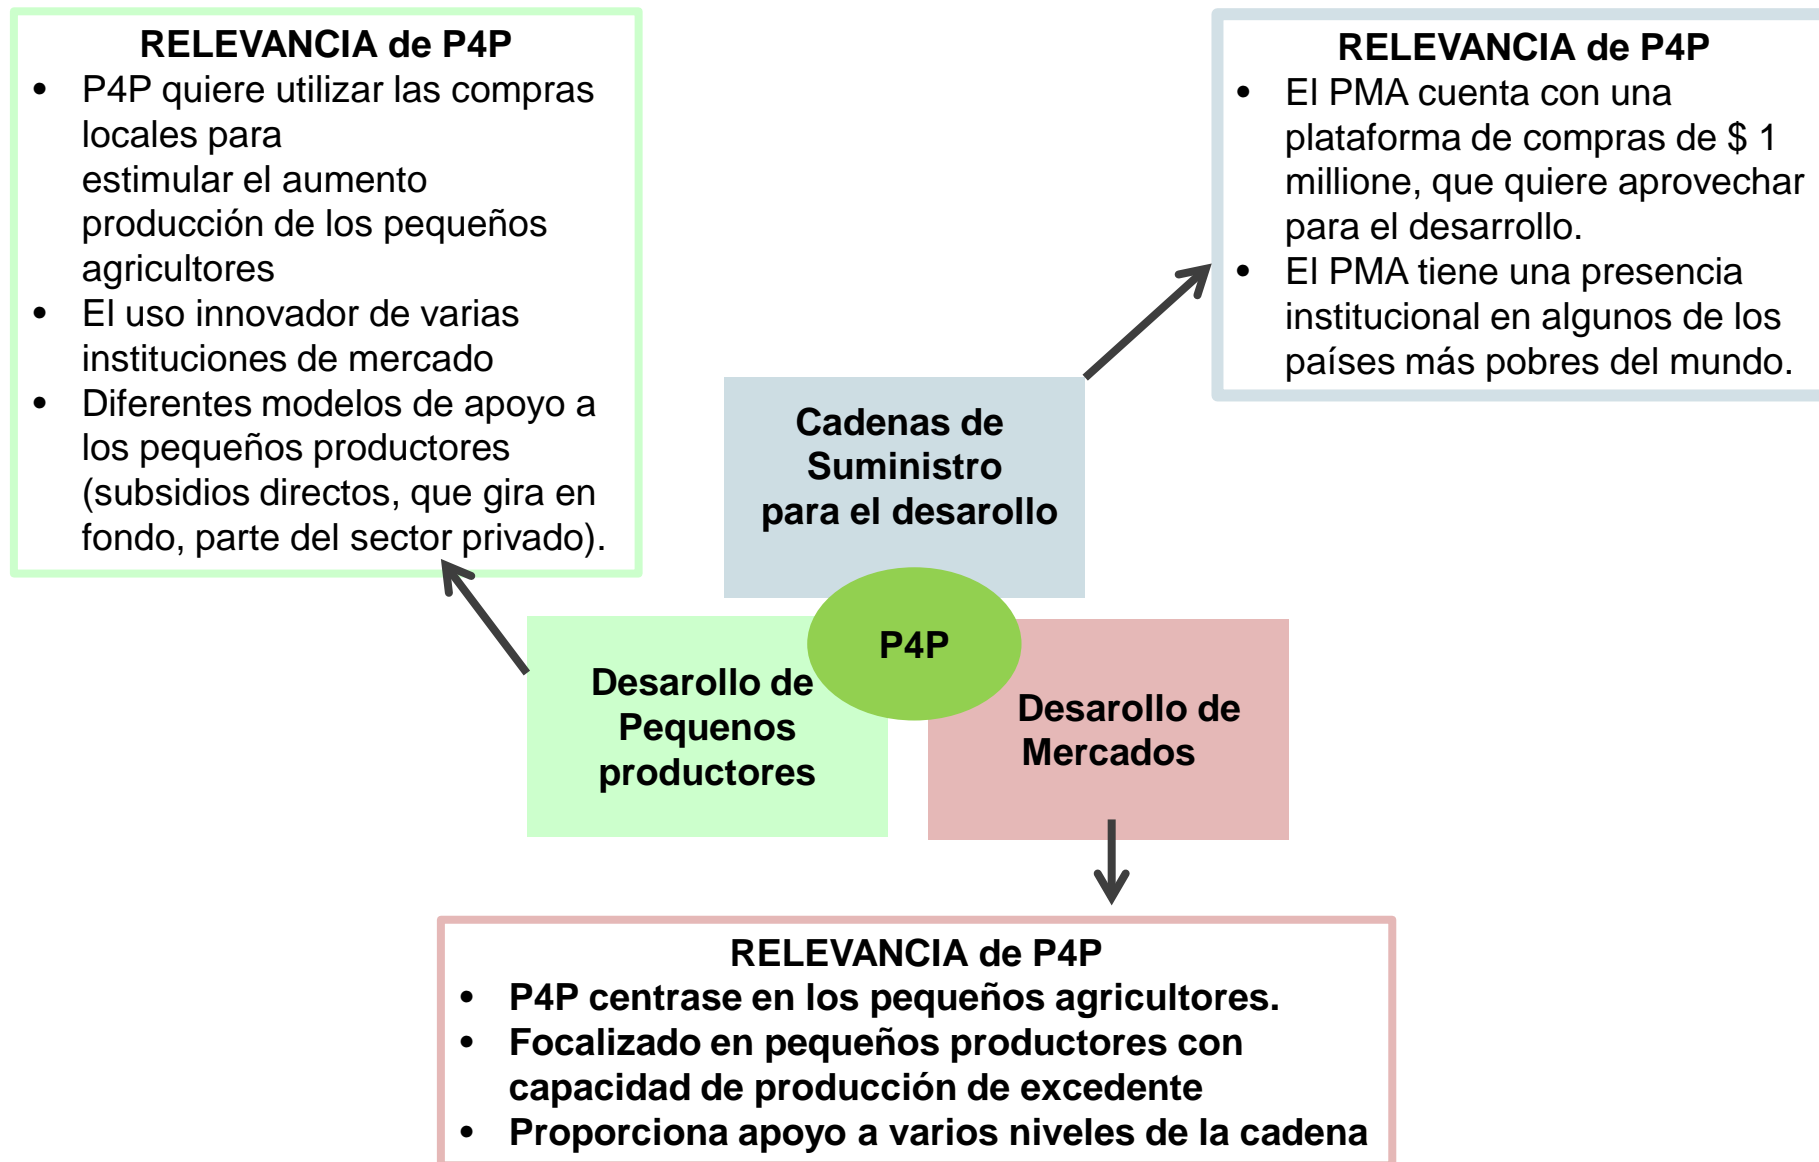 RELEVANCIA de P4P
• P4P quiere utilizar las compras
locales para
estimular el aumento
producción de los pequeños
agricultores
• El uso innovador de varias
instituciones de mercado
• Diferentes modelos de apoyo a
los pequeños productores
(subsidios directos, que gira en
fondo, parte del sector privado).
RELEVANCIA de P4P
• El PMA cuenta con una
plataforma de compras de $ 1
millione, que quiere aprovechar
para el desarrollo.
• El PMA tiene una presencia
institucional en algunos de los
países más pobres del mundo.
Cadenas de
Suministro
para el desarollo
P4P
Desarollo de
Pequenos
productores
Desarollo de
Mercados
RELEVANCIA de P4P
• P4P centrase en los pequeños agricultores.
• Focalizado en pequeños productores con
capacidad de producción de excedente
• Proporciona apoyo a varios niveles de la cadena